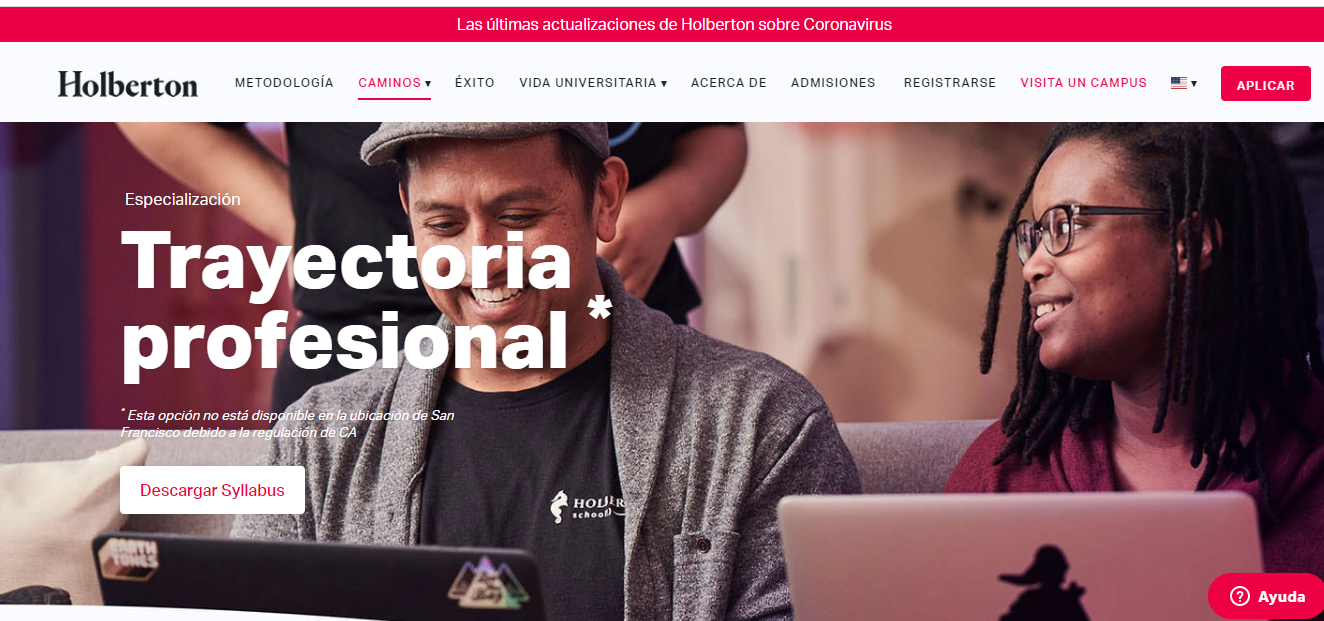 Las últimas actualizaciones de Holberton sobre Coronavirus
Holberton METODOLOGÍA CAMINOS ▾ ÉXITO VIDA UNIVERSITARIA ▾ ACERCA DE ADMISIONES REGISTRARSE VISITA UN CAMPUS ▾ APLICAR
Especialización
Trayectoria
profesional *
* Esta opción no está disponible en la ubicación de San
Francisco debido a la regulación de CA
Descargar Syllabus
school
EARTH
TONES
Ayuda